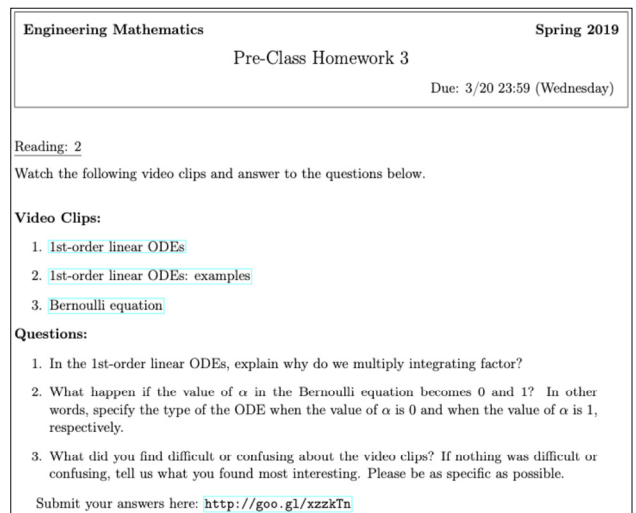 Engineering Mathematics Spring 2019
Pre-Class Homework 3
Due: 3/20 23:59 (Wednesday)
Reading: 2
Watch the following video clips and answer to the questions below.
Video Clips:
1. 1st-order linear ODEs
2. 1st-order linear ODEs: examples
3. Bernoulli equation
Questions:
1. In the 1st-order linear ODEs, explain why do we multiply integrating factor?
2. What happen if the value of α in the Bernoulli equation becomes 0 and 1? In other
words, specify the type of the ODE when the value of α is 0 and when the value of α is 1,
respectively.
3. What did you find difficult or confusing about the video clips? If nothing was difficult or
confusing, tell us what you found most interesting. Please be as specific as possible.
Submit your answers here: http://goo.gl/xzzkTn